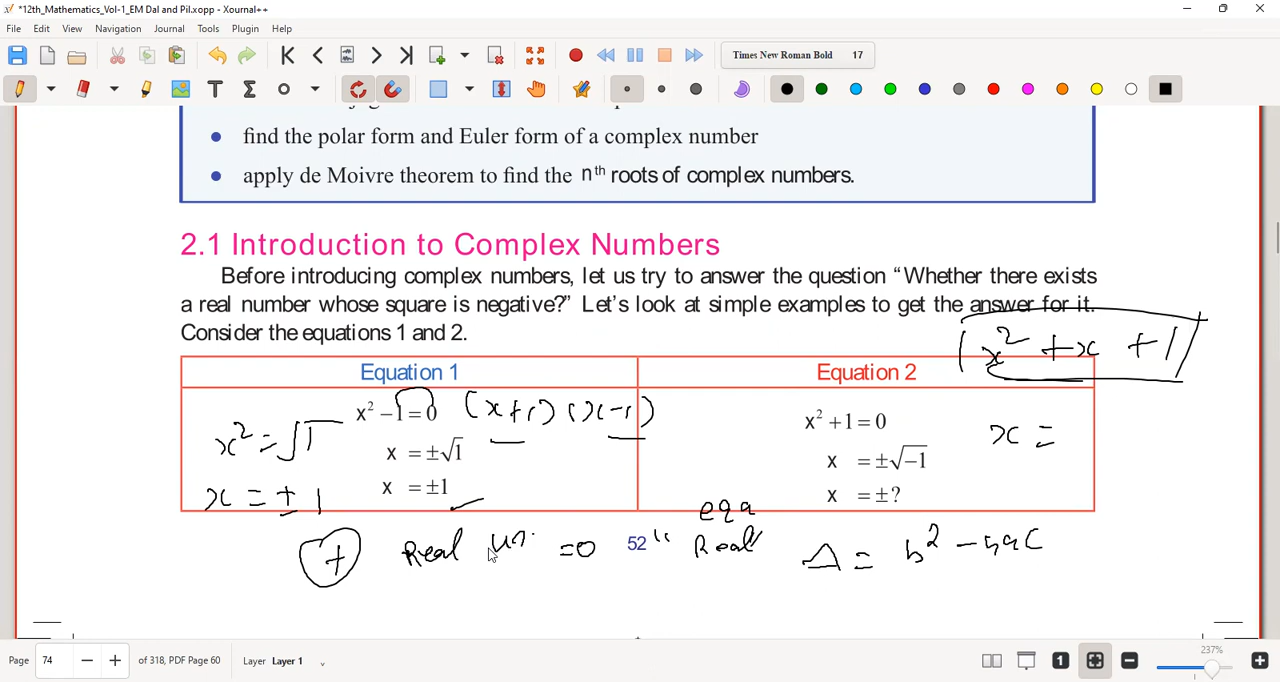 *12th_Mathematics_Vol-1_EM Dal and Pil.xopp - Xournal++
File Edit View Navigation Journal Tools Plugin Help
Times New Roman Bold 17
• find the polar form and Euler form of a complex number
• apply de Moivre theorem to find the nth roots of complex numbers.
2.1 Introduction to Complex Numbers
Before introducing complex numbers, let us try to answer the question “Whether there exists
a real number whose square is negative?” Let's look at simple examples to get the answer for it.
Consider the equations 1 and 2.
x² + x + 1
Equation 1 Equation 2
x² − 1 = 0 (x+1) (x−1) x² + 1 = 0
x² = √1 x = ±√1 x = ±√−1 x =
x = ± 1 x = ±1 x = ±?
equ
+ Real =0 52 Real Δ = b² − 4ac
Page 74 of 318, PDF Page 60 Layer Layer 1 237%